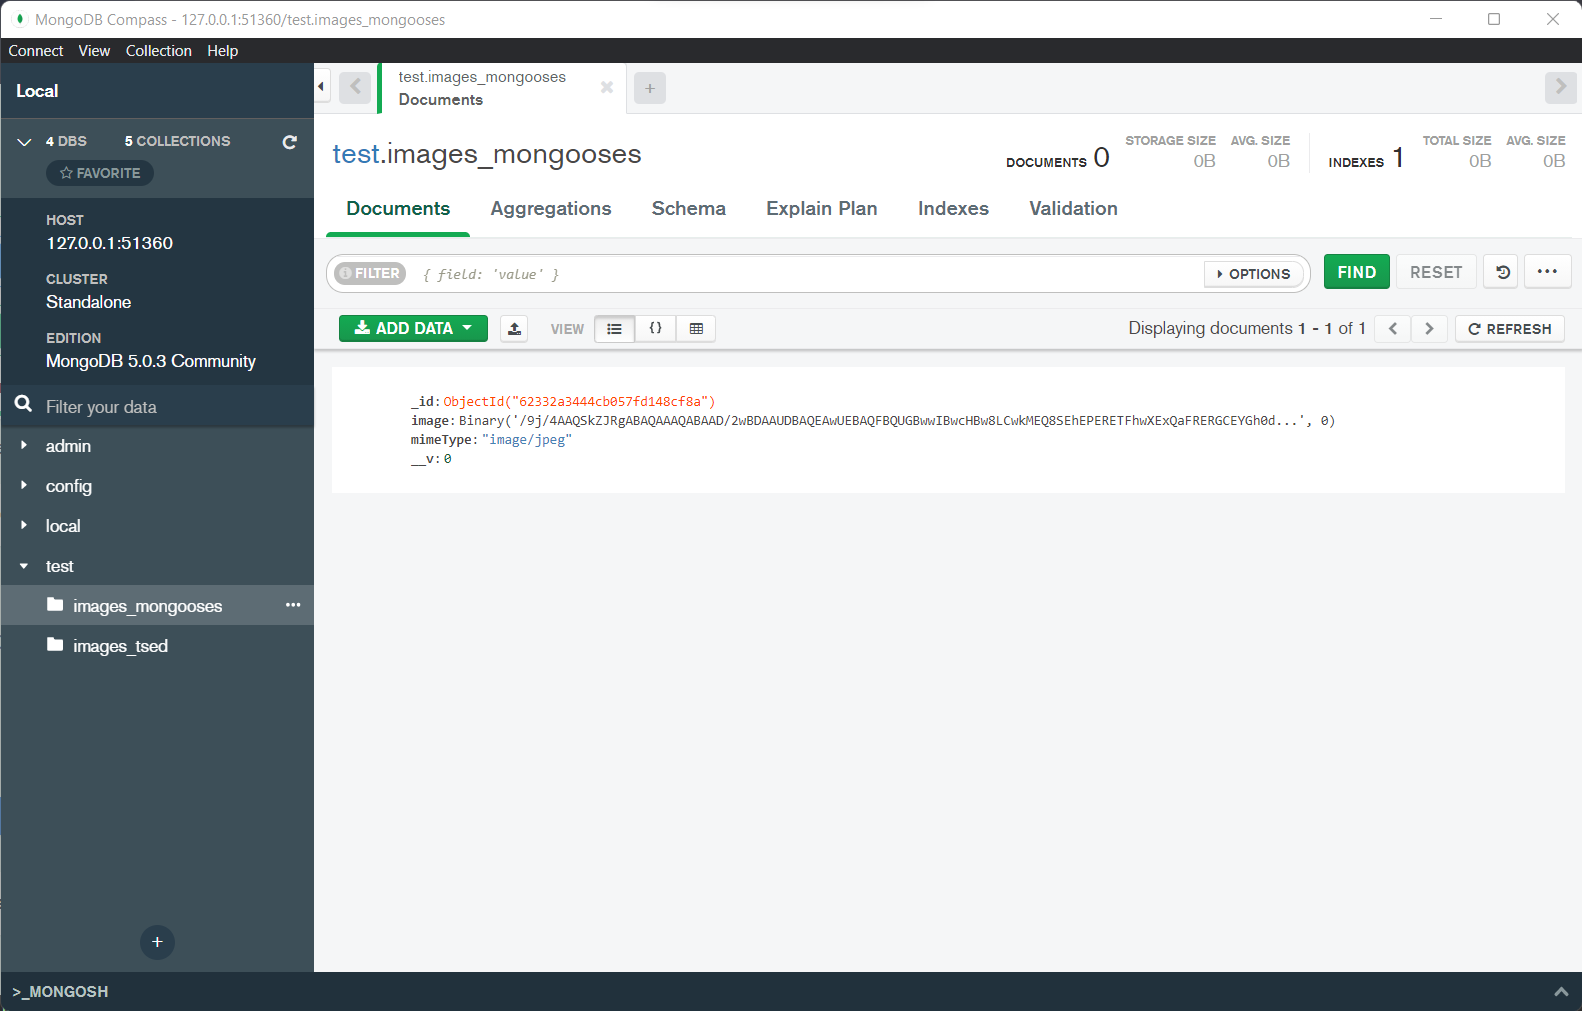 MongoDB Compass - 127.0.0.1:51360/test.images_mongooses
Connect View Collection Help
Local
4 DBS 5 COLLECTIONS
FAVORITE
HOST
127.0.0.1:51360
CLUSTER
Standalone
EDITION
MongoDB 5.0.3 Community
Filter your data
admin
config
local
test
images_mongooses
images_tsed
>_MONGOSH
test.images_mongooses
Documents
test.images_mongooses
DOCUMENTS 0
STORAGE SIZE
0B
AVG. SIZE
0B
INDEXES 1
TOTAL SIZE
0B
AVG. SIZE
0B
Documents Aggregations Schema Explain Plan Indexes Validation
FILTER { field: 'value' } OPTIONS FIND RESET
ADD DATA VIEW {} Displaying documents 1 - 1 of 1 REFRESH
_id: ObjectId("62332a3444cb057fd148cf8a")
image: Binary('/9j/4AAQSkZJRgABAQAAAQABAAD/2wBDAAUDBAQEAwUEBAQFBQUGBwwIBwcHBw8LCwkMEQ8SEhEPERETFhwXExQaFRERGCEYGh0d...', 0)
mimeType: "image/jpeg"
__v: 0